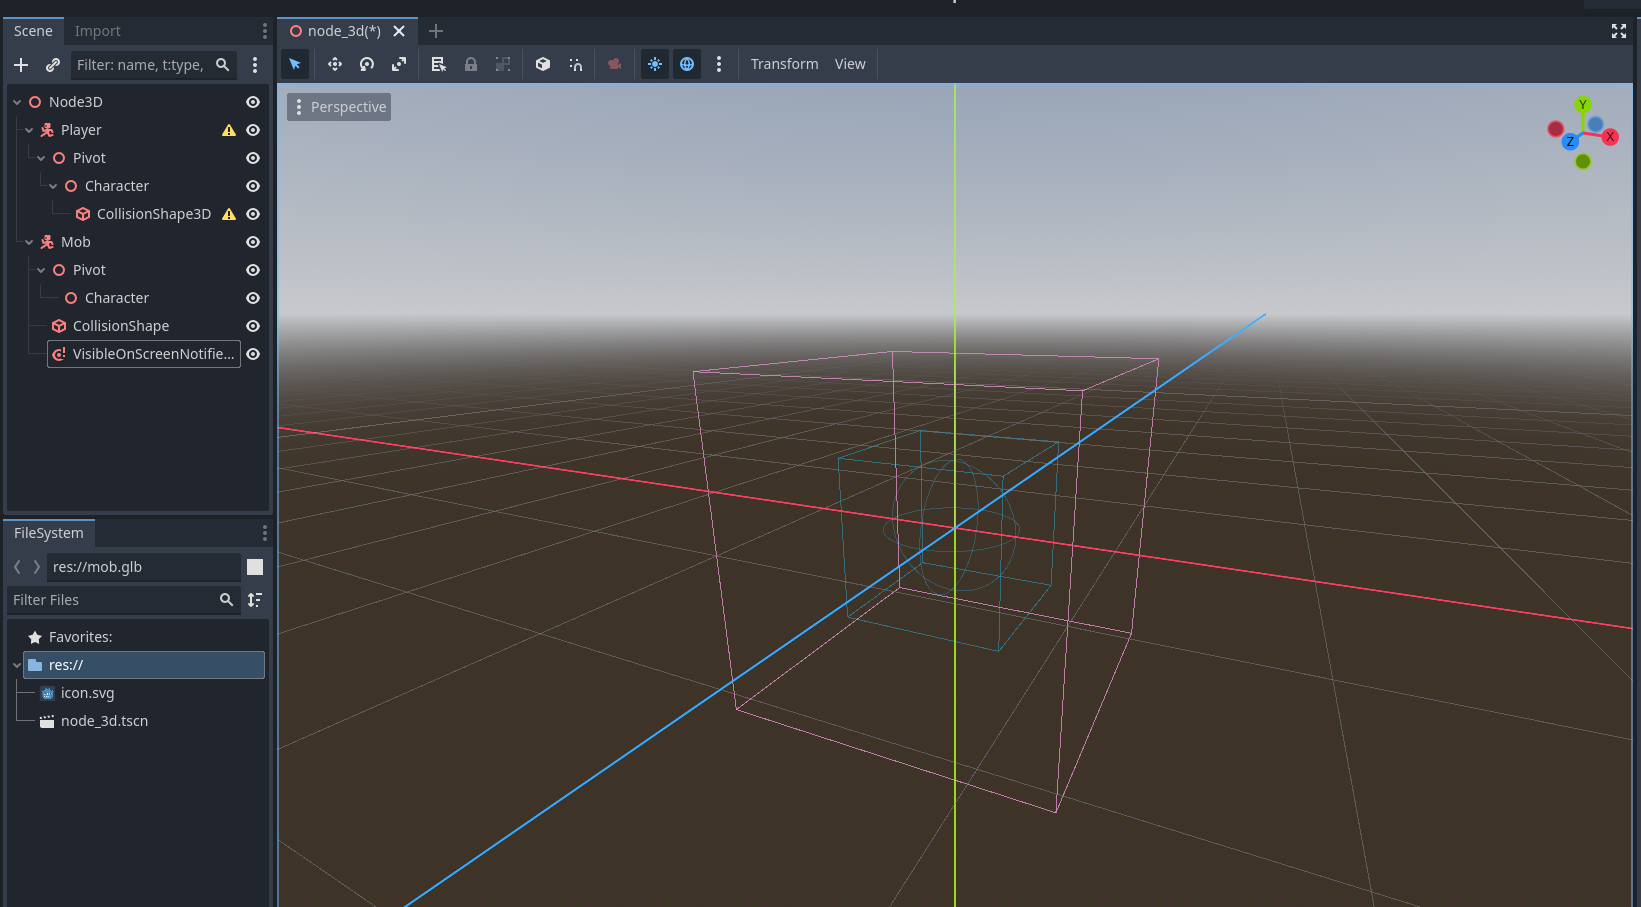 Scene
Import
node_3d(*)
Filter: name, t:type,
Transform
View
Node3D
Player
Pivot
Character
CollisionShape3D
Mob
Pivot
Character
CollisionShape
VisibleOnScreenNotifie...
Perspective
Y
X
Z
FileSystem
res://mob.glb
Filter Files
Favorites:
res://
icon.svg
node_3d.tscn